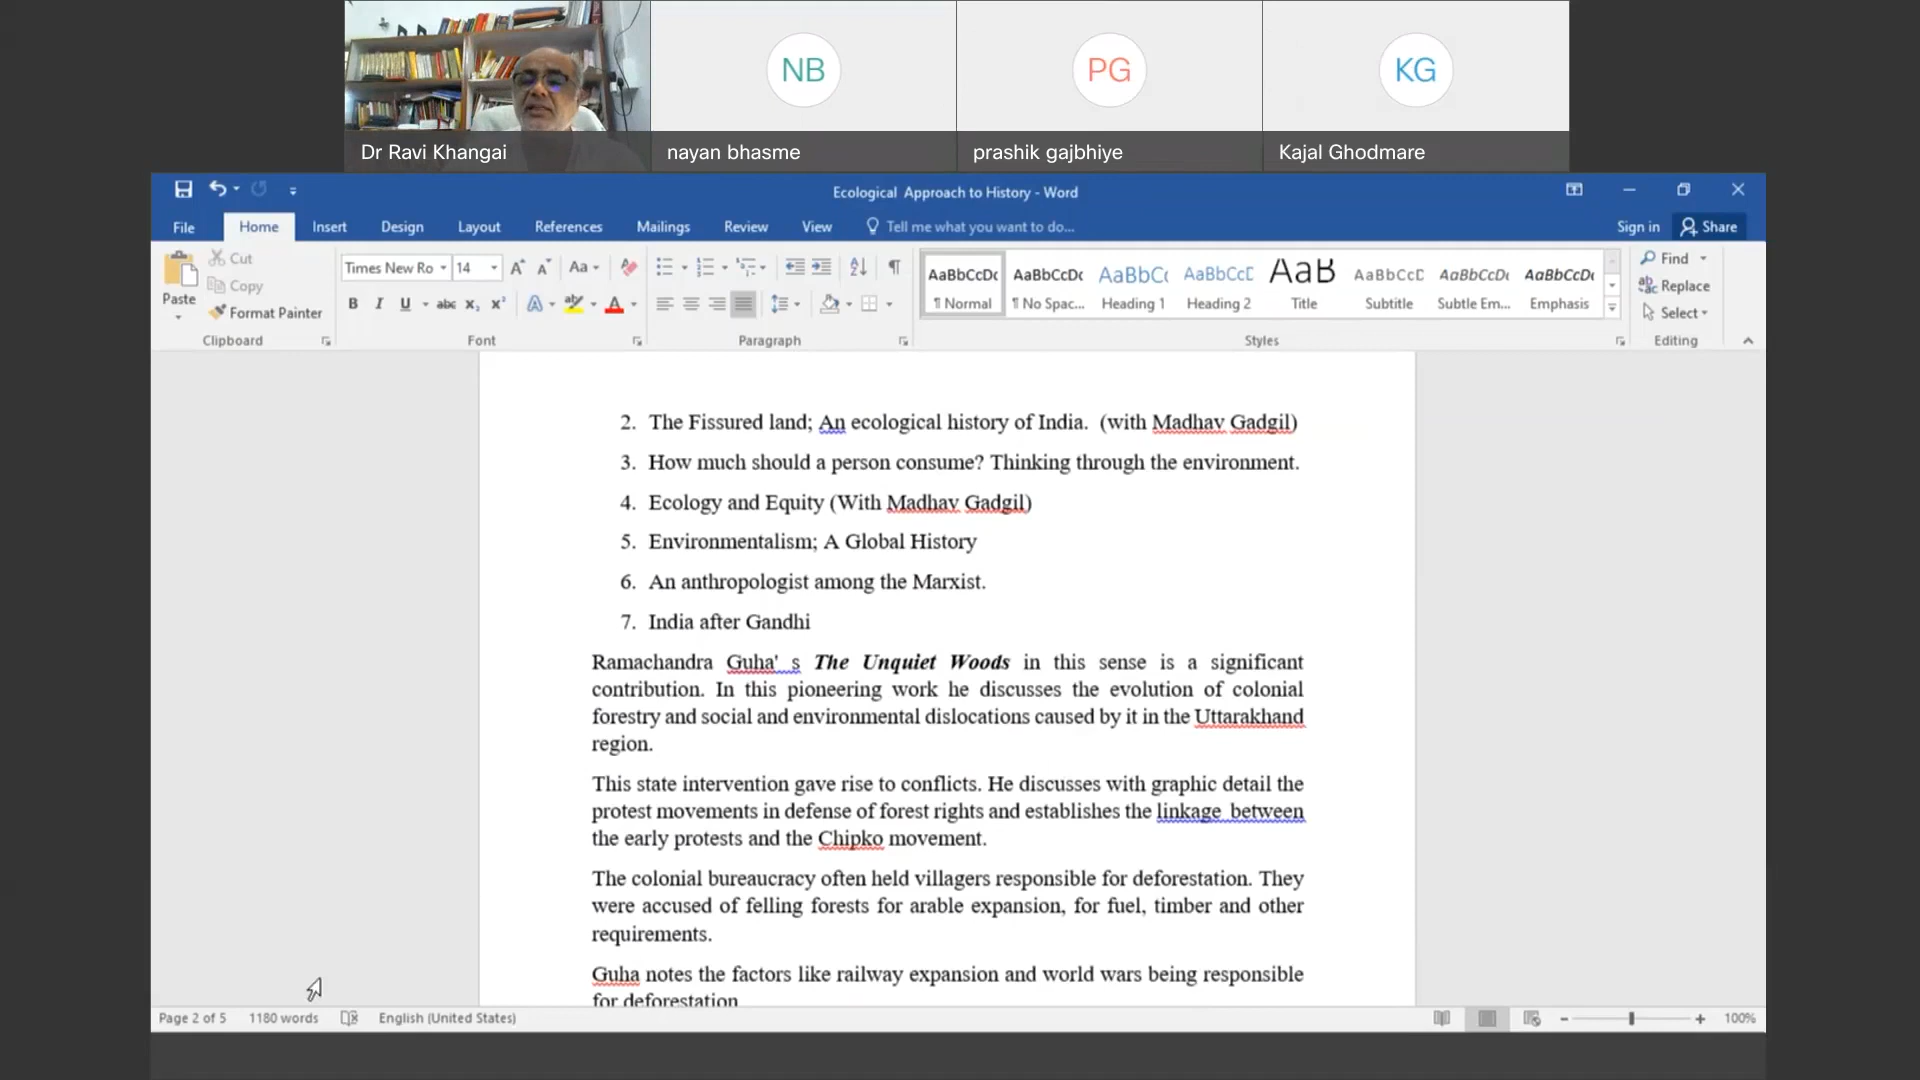 NB
PG
KG
Dr Ravi Khangai
nayan bhasme
prashik gajbhiye
Kajal Ghodmare
Ecological Approach to History - Word
File Home Insert Design Layout References Mailings Review View Tell me what you want to do... Sign in Share
Paste
Cut
Copy
Format Painter
Clipboard
Times New Ro 14
Font
Paragraph
AaBbCcDc AaBbCcDc AaBbCc AaBbCcD AaB AaBbCcD AaBbCcDc AaBbCcDc
¶ Normal ¶ No Spac... Heading 1 Heading 2 Title Subtitle Subtle Em... Emphasis
Styles
Find
Replace
Select
Editing
2. The Fissured land; An ecological history of India. (with Madhav Gadgil)
3. How much should a person consume? Thinking through the environment.
4. Ecology and Equity (With Madhav Gadgil)
5. Environmentalism; A Global History
6. An anthropologist among the Marxist.
7. India after Gandhi
Ramachandra Guha' s The Unquiet Woods in this sense is a significant
contribution. In this pioneering work he discusses the evolution of colonial
forestry and social and environmental dislocations caused by it in the Uttarakhand
region.
This state intervention gave rise to conflicts. He discusses with graphic detail the
protest movements in defense of forest rights and establishes the linkage between
the early protests and the Chipko movement.
The colonial bureaucracy often held villagers responsible for deforestation. They
were accused of felling forests for arable expansion, for fuel, timber and other
requirements.
Guha notes the factors like railway expansion and world wars being responsible
for deforestation
Page 2 of 5 1180 words English (United States) 100%